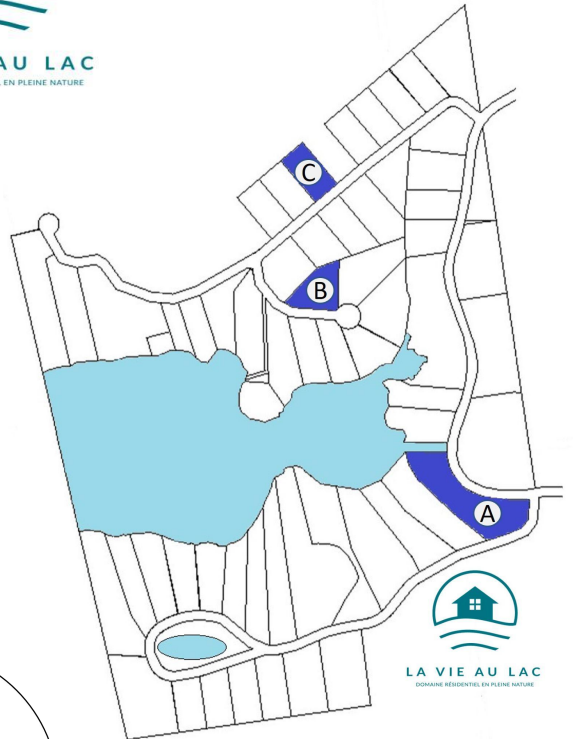 AU LAC
EN PLEINE NATURE
C
B
A
LA VIE AU LAC
DOMAINE RÉSIDENTIEL EN PLEINE NATURE